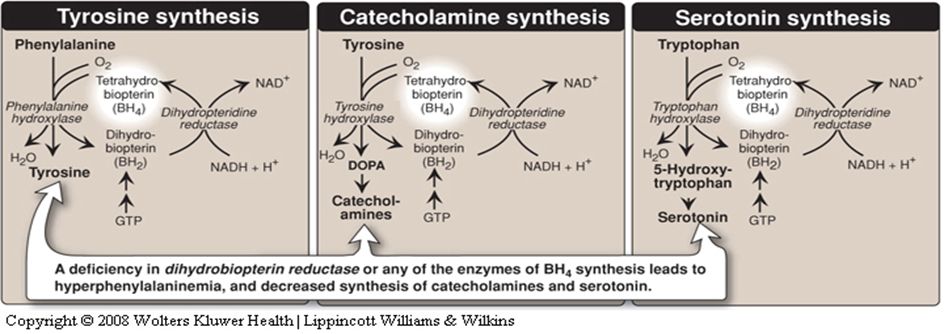 Tyrosine synthesis
Phenylalanine
O2
Tetrahydro
biopterin
(BH4)
NAD+
Phenylalanine
hydroxylase
Dihydropteridine
reductase
H2O
Dihydro-
biopterin
(BH2)
NADH + H+
Tyrosine
GTP
Catecholamine synthesis
Tyrosine
O2
Tetrahydro
biopterin
(BH4)
NAD+
Tyrosine
hydroxylase
Dihydropteridine
reductase
H2O
Dihydro-
biopterin
(BH2)
NADH + H+
DOPA
Catechol-
amines
GTP
Serotonin synthesis
Tryptophan
O2
Tetrahydro
biopterin
(BH4)
NAD+
Tryptophan
hydroxylase
Dihydropteridine
reductase
H2O
Dihydro-
biopterin
(BH2)
NADH + H+
5-Hydroxy-
tryptophan
Serotonin
GTP
A deficiency in dihydrobiopterin reductase or any of the enzymes of BH4 synthesis leads to
hyperphenylalaninemia, and decreased synthesis of catecholamines and serotonin.
Copyright © 2008 Wolters Kluwer Health | Lippincott Williams & Wilkins